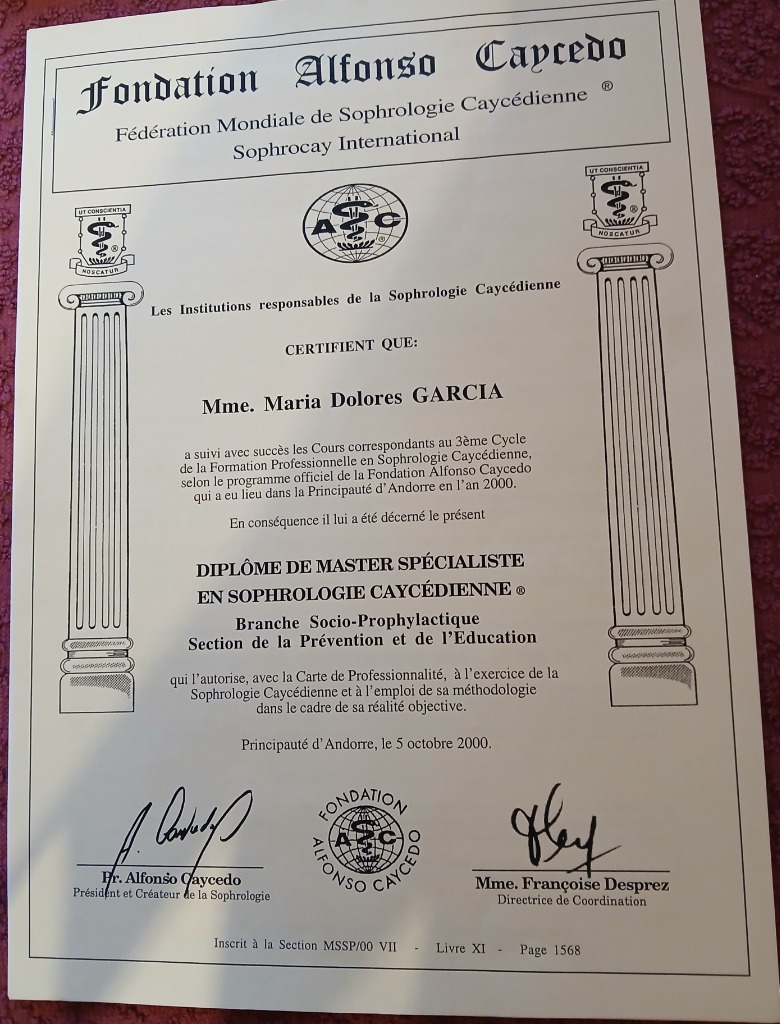 Fondation Alfonso Caycedo
Fédération Mondiale de Sophrologie Caycédienne ®
Sophrocay International
UT CONSCIENTIA
®
NOSCATUR
A C
®
UT CONSCIENTIA
®
NOSCATUR
Les Institutions responsables de la Sophrologie Caycédienne
CERTIFIENT QUE:
Mme. Maria Dolores GARCIA
a suivi avec succès les Cours correspondants au 3ème Cycle
de la Formation Professionnelle en Sophrologie Caycédienne,
selon le programme officiel de la Fondation Alfonso Caycedo
qui a eu lieu dans la Principauté d'Andorre en l'an 2000.
En conséquence il lui a été décerné le présent
DIPLÔME DE MASTER SPÉCIALISTE
EN SOPHROLOGIE CAYCÉDIENNE ®
Branche Socio-Prophylactique
Section de la Prévention et de l'Education
qui l'autorise, avec la Carte de Professionnalité, à l'exercice de la
Sophrologie Caycédienne et à l'emploi de sa méthodologie
dans le cadre de sa réalité objective.
Principauté d'Andorre, le 5 octobre 2000.
FONDATION
A C
ALFONSO CAYCEDO
Pr. Alfonso Caycedo
Président et Créateur de la Sophrologie
Mme. Françoise Desprez
Directrice de Coordination
Inscrit à la Section MSSP/00 VII - Livre XI - Page 1568